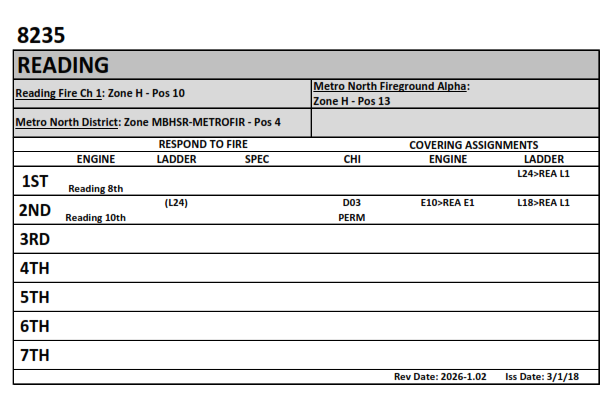 8235
READING
Reading Fire Ch 1: Zone H - Pos 10
Metro North Fireground Alpha:
Zone H - Pos 13
Metro North District: Zone MBHSR-METROFIR - Pos 4
RESPOND TO FIRE COVERING ASSIGNMENTS
ENGINE LADDER SPEC CHI ENGINE LADDER
1ST Reading 8th L24>REA L1
2ND Reading 10th (L24) D03 PERM E10>REA E1 L18>REA L1
3RD
4TH
5TH
6TH
7TH
Rev Date: 2026-1.02 Iss Date: 3/1/18